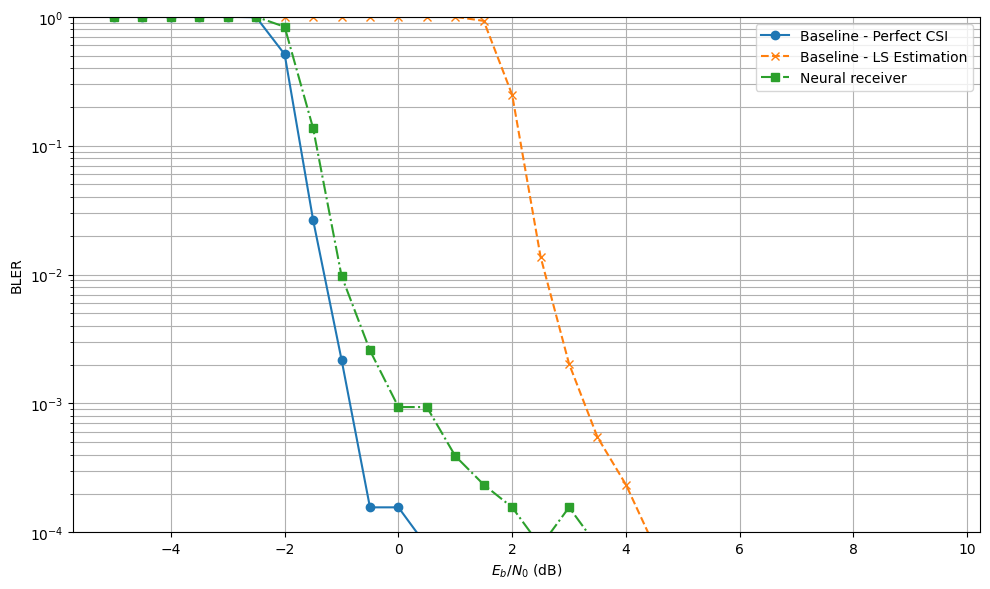 10⁰
10⁻¹
10⁻²
10⁻³
10⁻⁴
BLER
−4
−2
0
2
4
6
8
10
E_b/N_0 (dB)
Baseline - Perfect CSI
Baseline - LS Estimation
Neural receiver